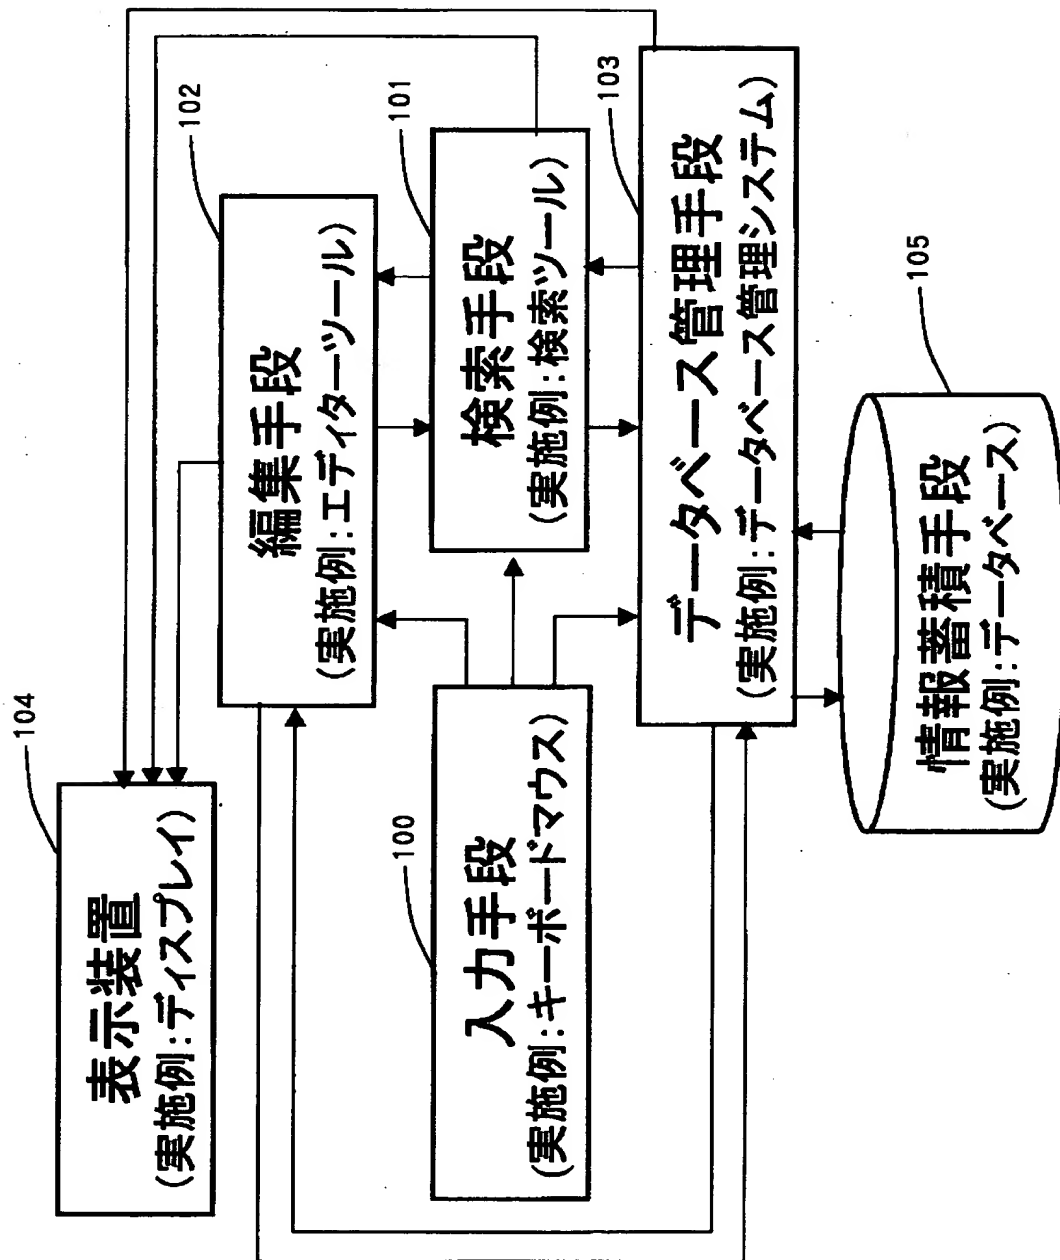 104
表示装置
(実施例:ディスプレイ)
102
編集手段
(実施例:エディターツール)
100
入力手段
(実施例:キーボードマウス)
101
検索手段
(実施例:検索ツール)
103
データベース管理手段
(実施例:データベース管理システム)
105
情報蓄積手段
(実施例:データベース)